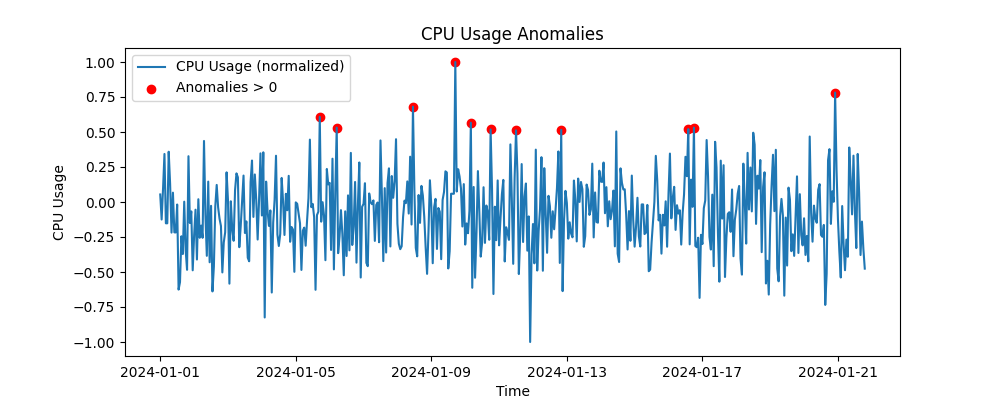 CPU Usage Anomalies
CPU Usage (normalized)
Anomalies > 0
1.00
0.75
0.50
0.25
0.00
−0.25
−0.50
−0.75
−1.00
CPU Usage
2024-01-01 2024-01-05 2024-01-09 2024-01-13 2024-01-17 2024-01-21
Time